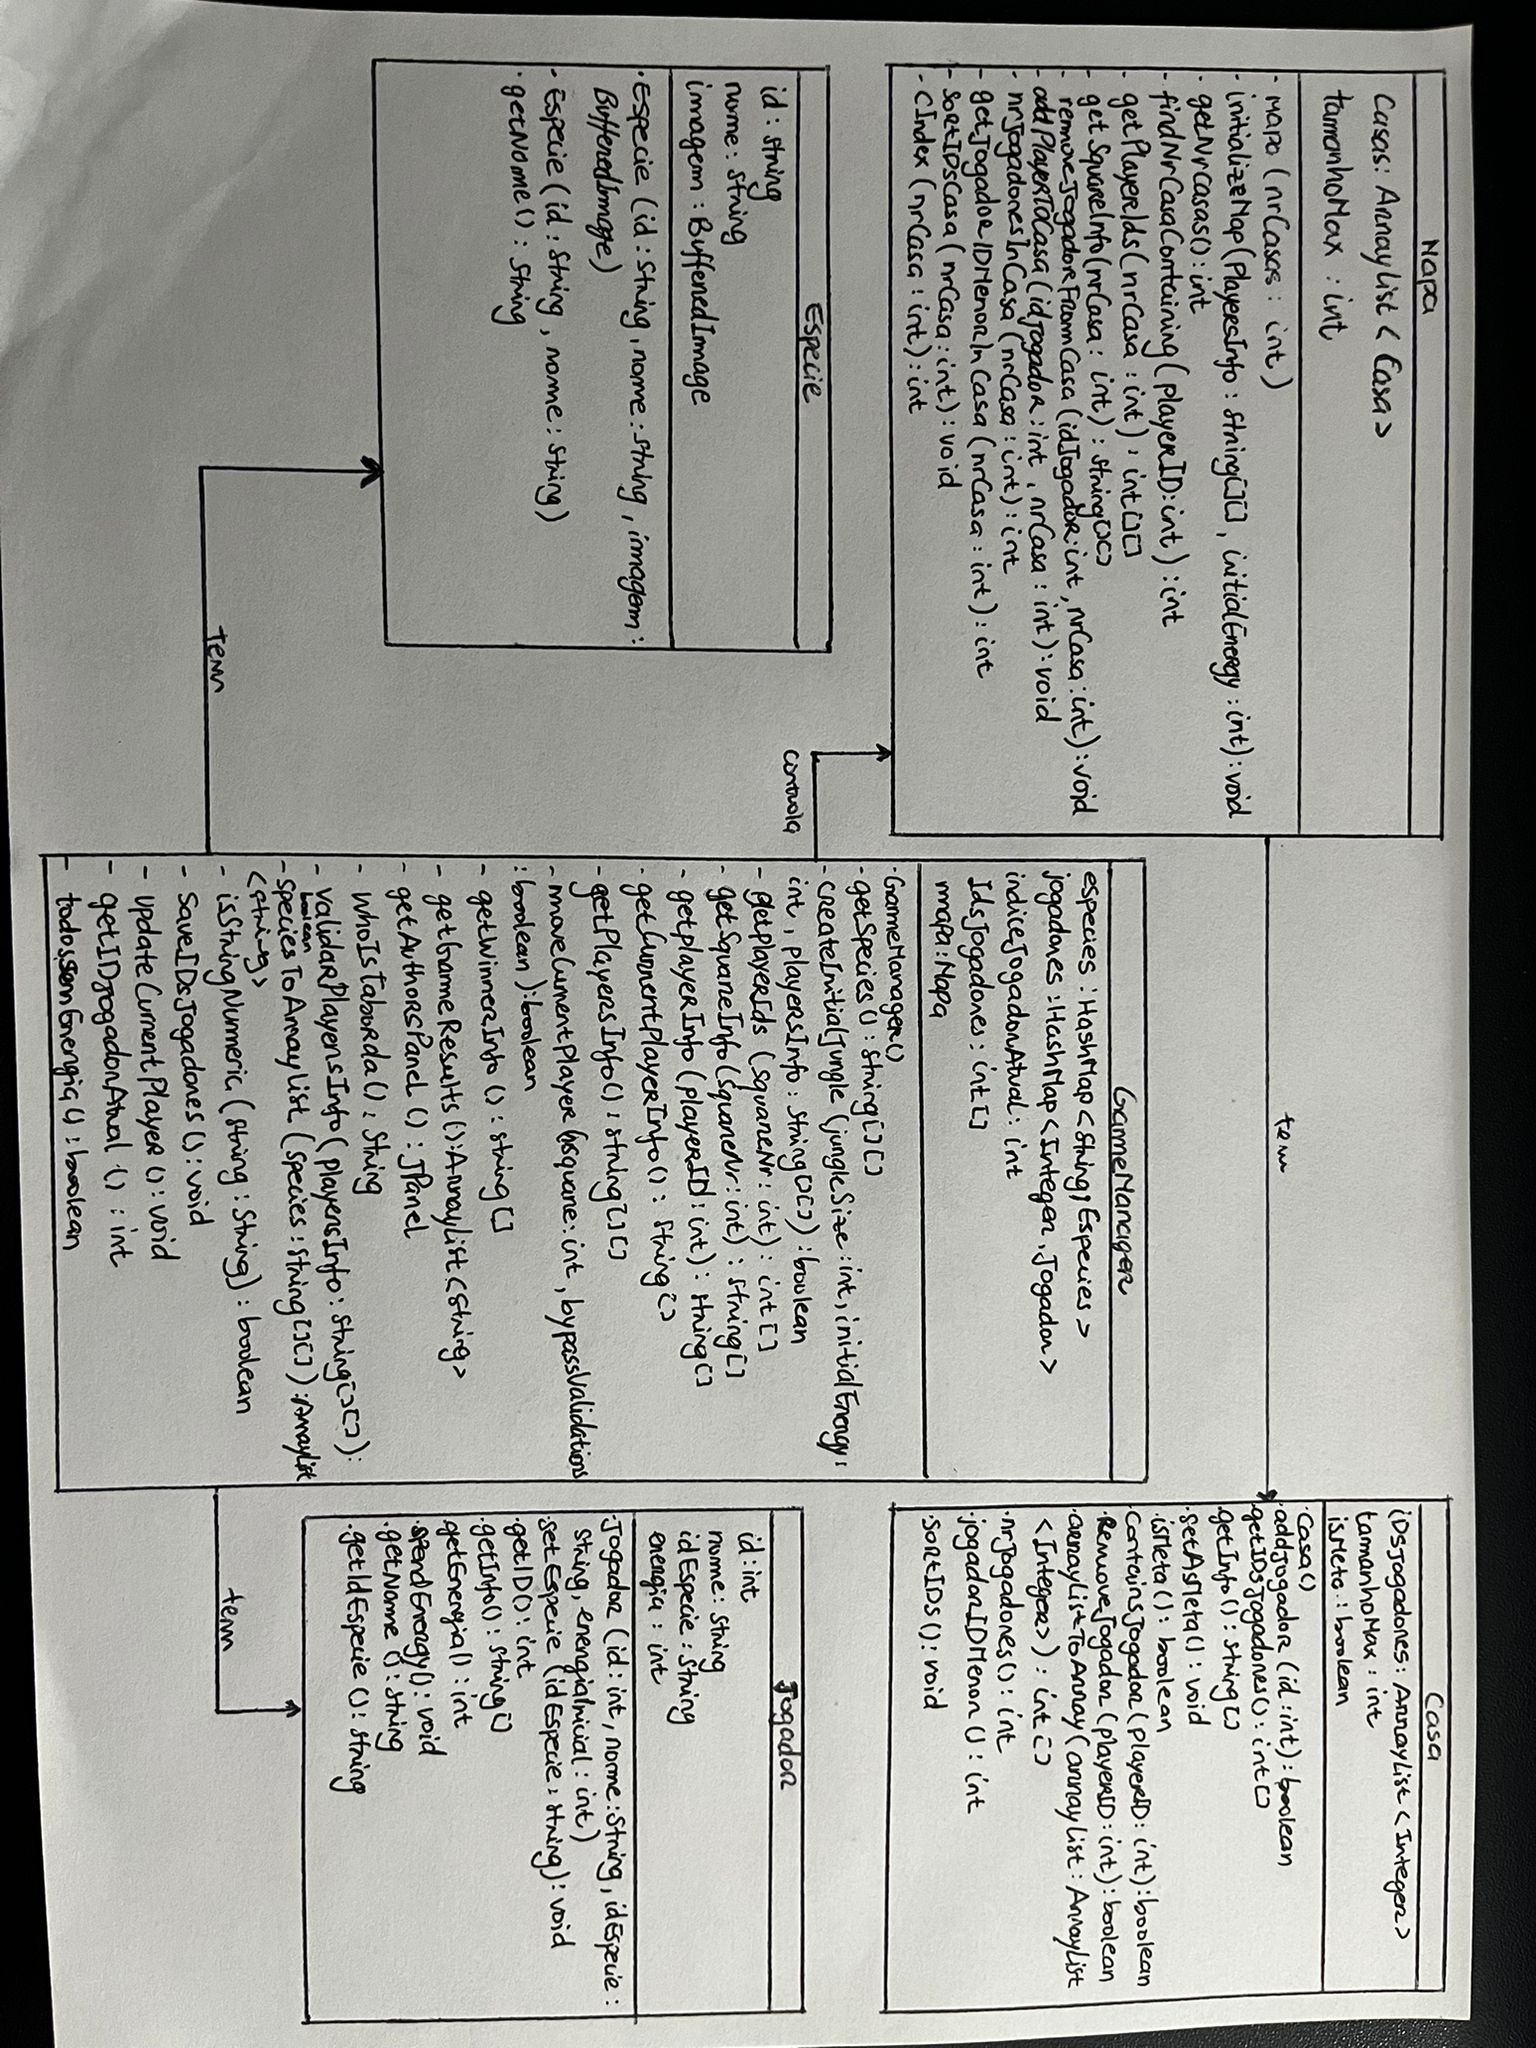 Mapa
Casas: ArrayList < Casa >
tamanhoMax : int
- Mapa (nrCasas : int)
- initializeMap (PlayersInfo : String[][], initialEnergy : int) : void
- getNrCasas() : int
- findNrCasaContaining (playerID : int) : int
- getPlayerIds (nrCasa : int) : int[][]
- getSquareInfo (nrCasa : int) : String[][]
- removeJogadorFromCasa (idJogador : int, nrCasa : int) : void
- addPlayerToCasa (idJogador : int, nrCasa : int) : void
- nrJogadoresInCasa (nrCasa : int) : int
- getJogadorIDMenorInCasa (nrCasa : int) : int
- SortIDsCasa (nrCasa : int) : void
- CIndex (nrCasa : int) : int
tem
Casa
iDsJogadores : ArrayList < Integer >
tamanhoMax : int
isMeta : boolean
- Casa()
- addJogador (id : int) : boolean
- getIDsJogadores() : int[]
- getInfo() : String[]
- setAsMeta() : void
- isMeta() : boolean
- ContainsJogador (playerID : int) : boolean
- RemoveJogador (playerID : int) : boolean
- arrayListToArray (arrayList : ArrayList
<Integer>) : int[]
- nrJogadores() : int
- jogadorIDMenor () : int
- SORTIDs() : void
controla
GameManager
especies : HashMap < String, Especies >
jogadores : HashMap < Integer, Jogador >
indiceJogadorAtual : int
IdsJogadores : int[]
mapa : Mapa
- GameManager()
- getSpecies () : String[][]
- createInitialJungle (jungleSize : int, initialEnergy :
int, playersInfo : String[][]) : boolean
- getPlayerIds (squareNr : int) : int[]
- getSquareInfo (squareNr : int) : String[]
- getplayerInfo (playerID : int) : String[]
- getCurrentPlayerInfo() : String[]
- getPlayersInfo() : String[][]
- moveCurrentPlayer (nsquare : int, bypassValidations
: boolean) : boolean
- getWinnerInfo () : String[]
- getGameResults () : ArrayList <String>
- getAuthorsPanel () : JPanel
- whoIsTaborda() : String
- validarPlayersInfo (playersInfo : String[][]) :
boolean
- SpeciesToArrayList (species : String[][]) : ArrayList
<String>
- isStringNumeric (string : String) : boolean
- SaveIDsJogadores () : void
- updateCurrentPlayer () : void
- getIDJogadorAtual () : int
- todosSemEnergia () : boolean
Especie
id : String
nome : String
imagem : BufferedImage
- Especie (id : String, nome : String, imagem :
BufferedImage)
- Especie (id : String, nome : String)
- getNome() : String
tem
Jogador
id : int
nome : String
idEspecie : String
energia : int
- Jogador (id : int, nome : String, idEspecie :
String, energiaInicial : int)
- setEspecie (idEspecie : String) : void
- getID() : int
- getInfo() : String[]
- getEnergia() : int
- spendEnergy() : void
- getNome () : String
- getIdEspecie () : String
tem